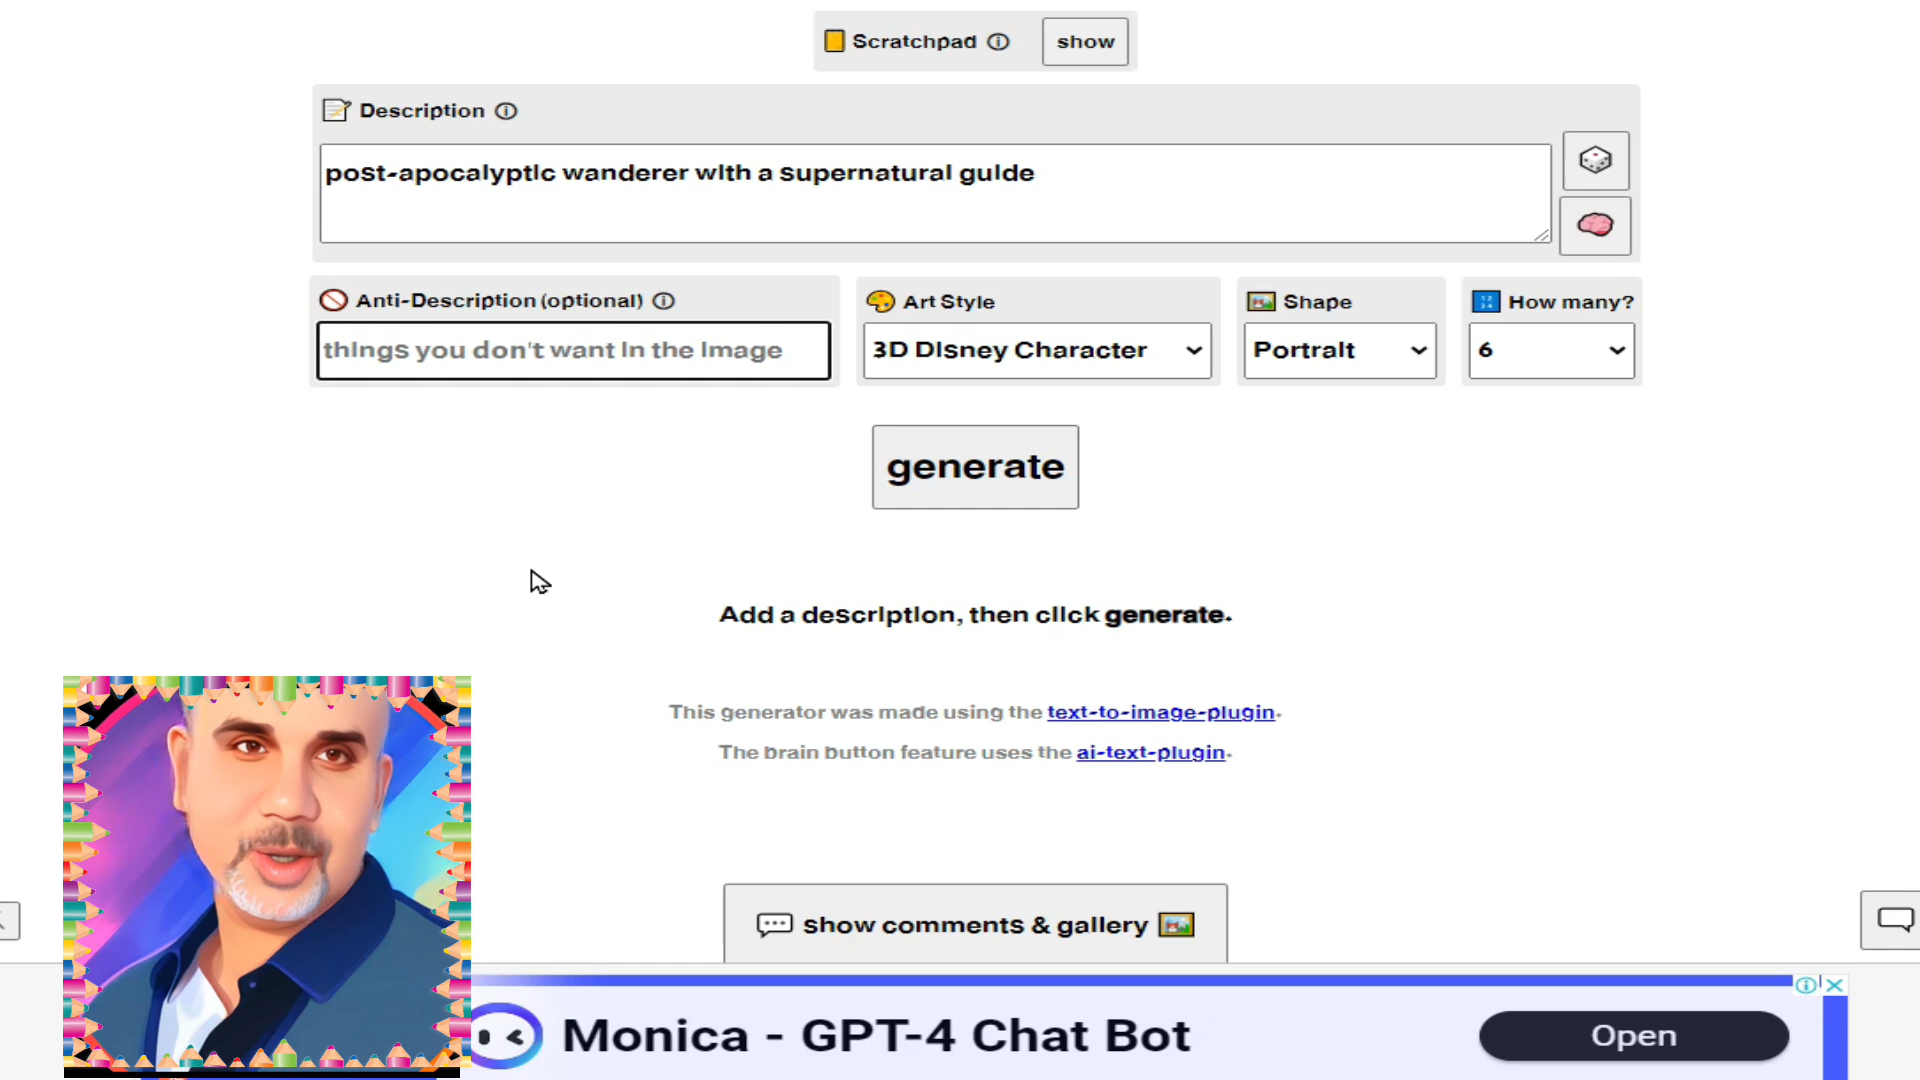 Scratchpad
show
Description
post-apocalyptic wanderer with a supernatural guide
Anti-Description (optional)
Art Style
Shape
How many?
things you don't want in the image
3D Disney Character
Portrait
6
generate
Add a description, then click generate.
This generator was made using the text-to-image-plugin.
The brain button feature uses the ai-text-plugin.
show comments & gallery
Monica - GPT-4 Chat Bot
Open